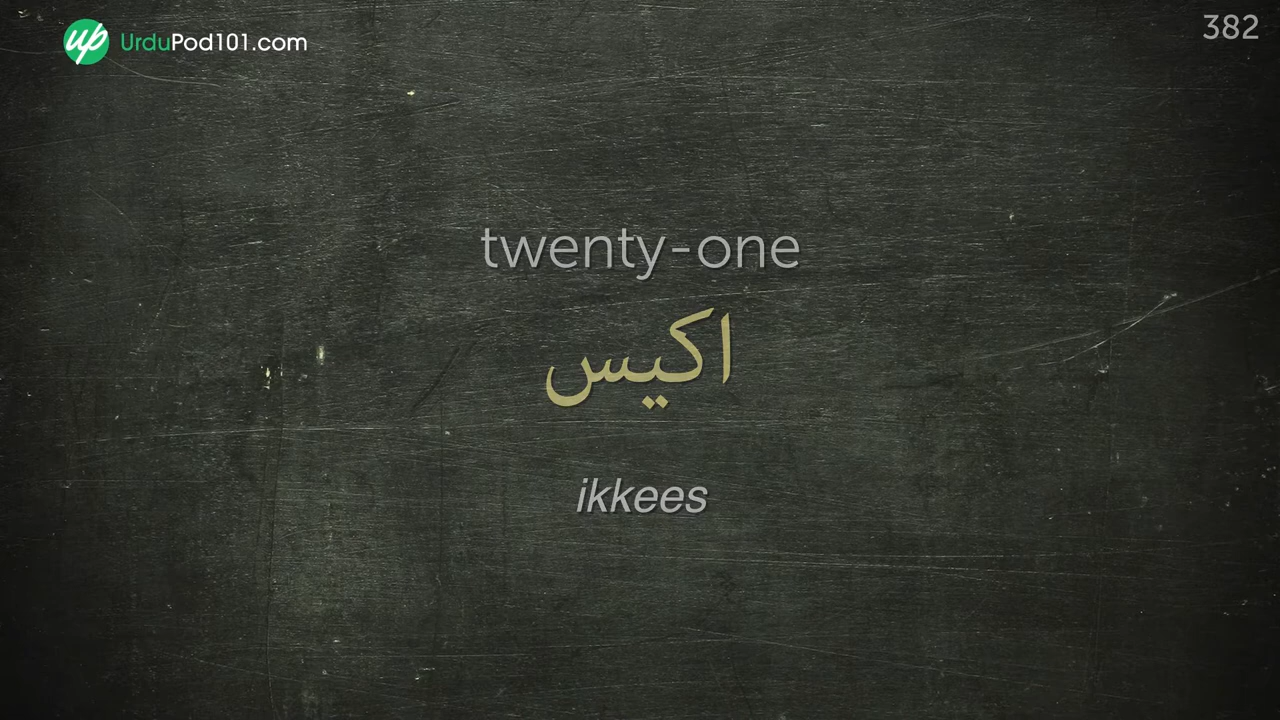 UrduPod101.com
382
twenty-one
اکیس
ikkees